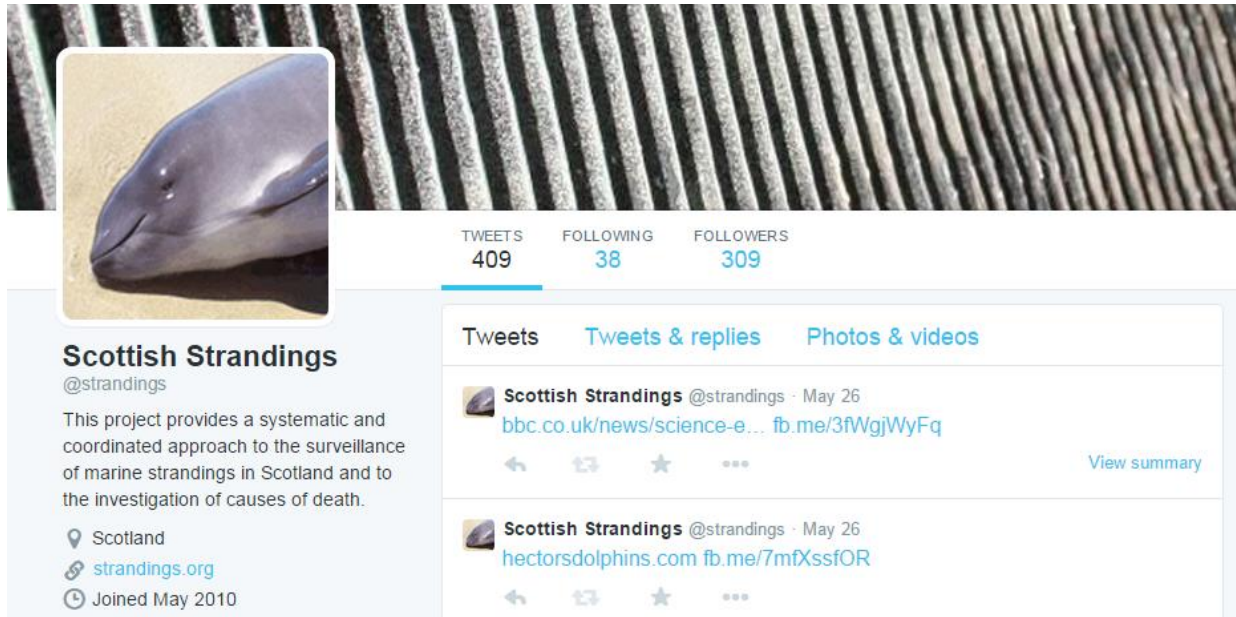 TWEETS FOLLOWING FOLLOWERS
409 38 309
Scottish Strandings
@strandings
This project provides a systematic and
coordinated approach to the surveillance
of marine strandings in Scotland and to
the investigation of causes of death.
Scotland
strandings.org
Joined May 2010
Tweets Tweets & replies Photos & videos
Scottish Strandings @strandings · May 26
bbc.co.uk/news/science-e... fb.me/3fWgjWyFq
View summary
Scottish Strandings @strandings · May 26
hectorsdolphins.com fb.me/7mfXssfOR